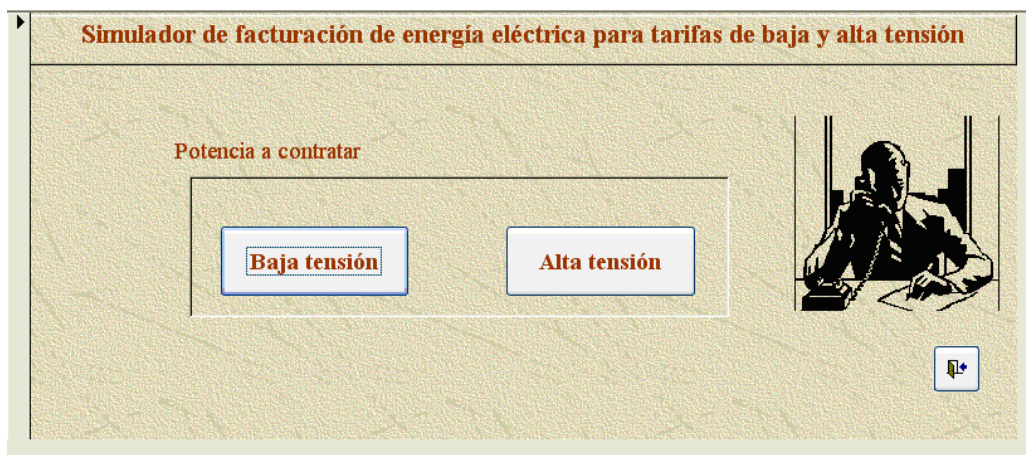 Simulador de facturación de energía eléctrica para tarifas de baja y alta tensión
Potencia a contratar
Baja tensión
Alta tensión